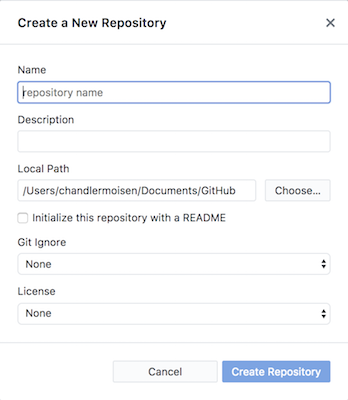 Create a New Repository
Name
repository name
Description
Local Path
/Users/chandlermoisen/Documents/GitHub
Choose...
Initialize this repository with a README
Git Ignore
None
License
None
Cancel
Create Repository